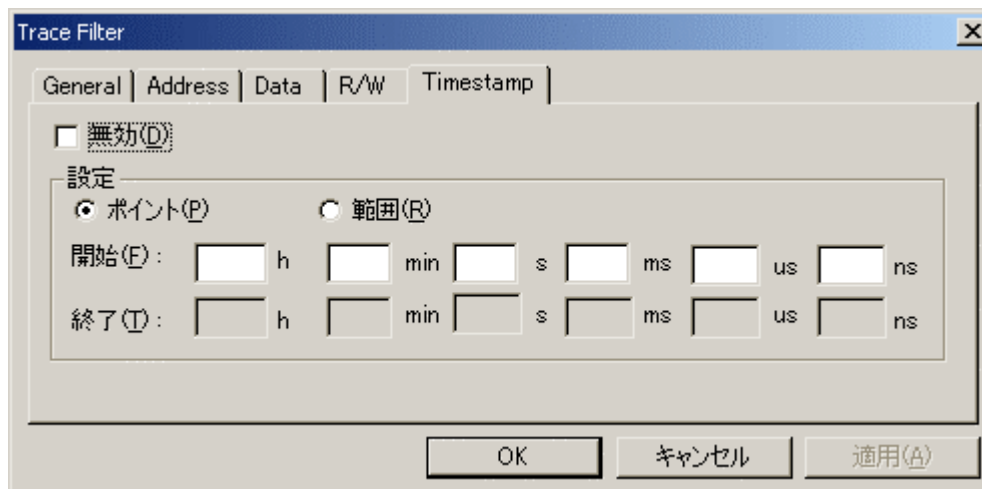 Trace Filter
General Address Data R/W Timestamp
無効(D)
設定
ポイント(P) 範囲(R)
開始(F): h min s ms us ns
終了(T): h min s ms us ns
OK キャンセル 適用(A)